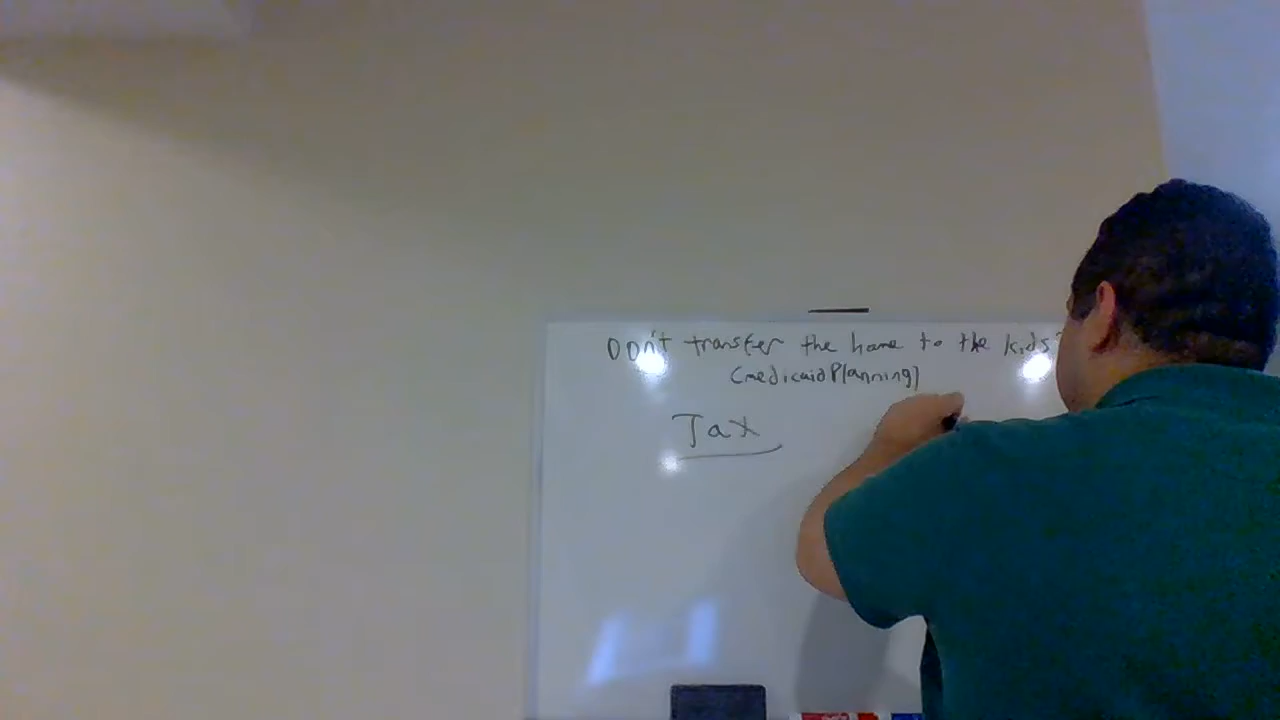 Don't transfer the home to the kids
(medicaid Planning)
Tax